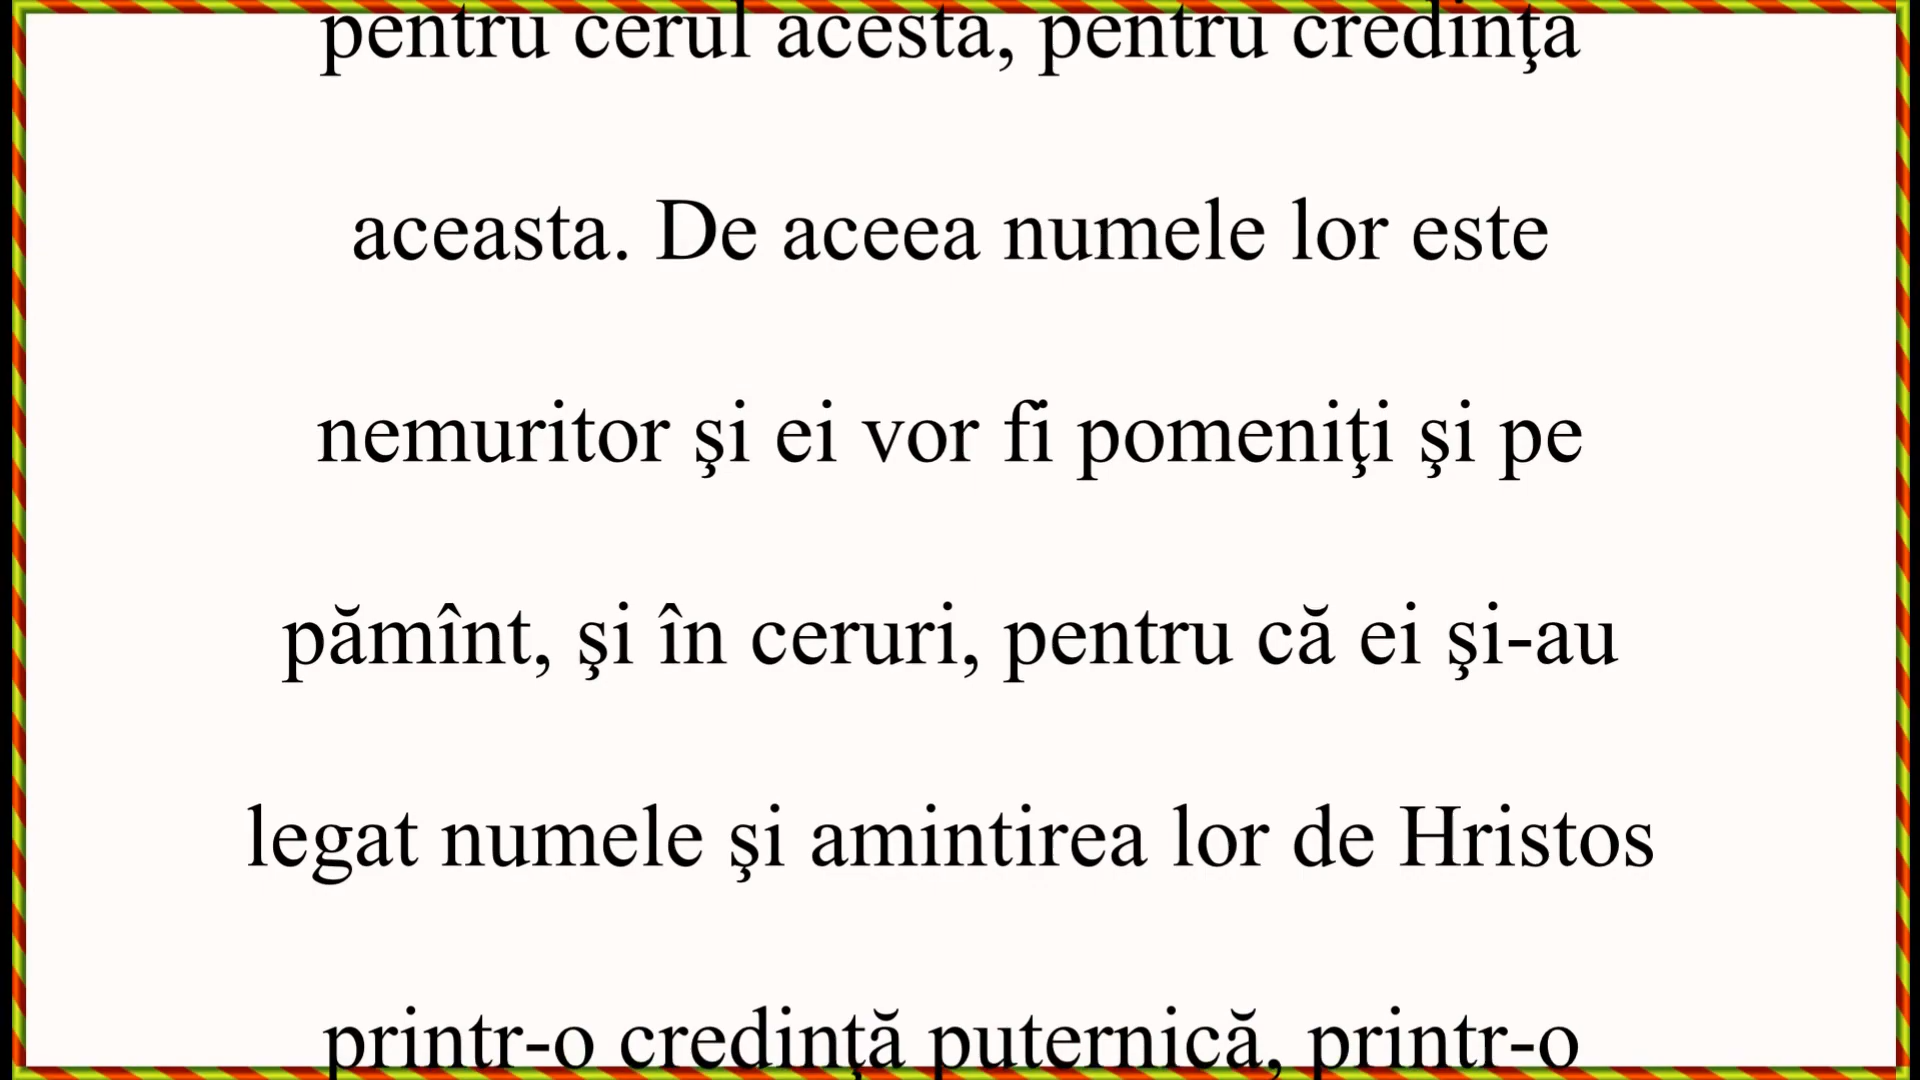 pentru cerul acesta, pentru credinţa
aceasta. De aceea numele lor este
nemuritor şi ei vor fi pomeniţi şi pe
pămînt, şi în ceruri, pentru că ei şi-au
legat numele şi amintirea lor de Hristos
printr-o credinţă puternică, printr-o